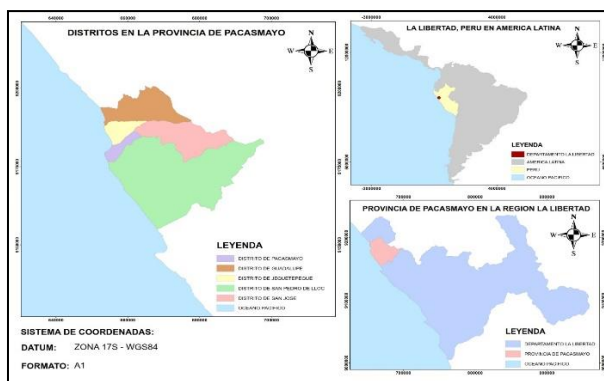 DISTRITOS EN LA PROVINCIA DE PACASMAYO
N
W E
S
LEYENDA
DISTRITO DE PACASMAYO
DISTRITO DE GUADALUPE
DISTRITO DE JEQUETEPEQUE
DISTRITO DE SAN PEDRO DE LLOC
DISTRITO DE SAN JOSE
OCEANO PACIFICO
SISTEMA DE COORDENADAS:
DATUM: ZONA 17S - WGS84
FORMATO: A1
LA LIBERTAD, PERU EN AMERICA LATINA
N
W E
S
LEYENDA
DEPARTAMENTO LA LIBERTAD
AMERICA LATINA
PERU
OCEANO PACIFICO
PROVINCIA DE PACASMAYO EN LA REGION LA LIBERTAD
N
W E
S
LEYENDA
DEPARTAMENTO LA LIBERTAD
PROVINCIA DE PACASMAYO
OCEANO PACIFICO